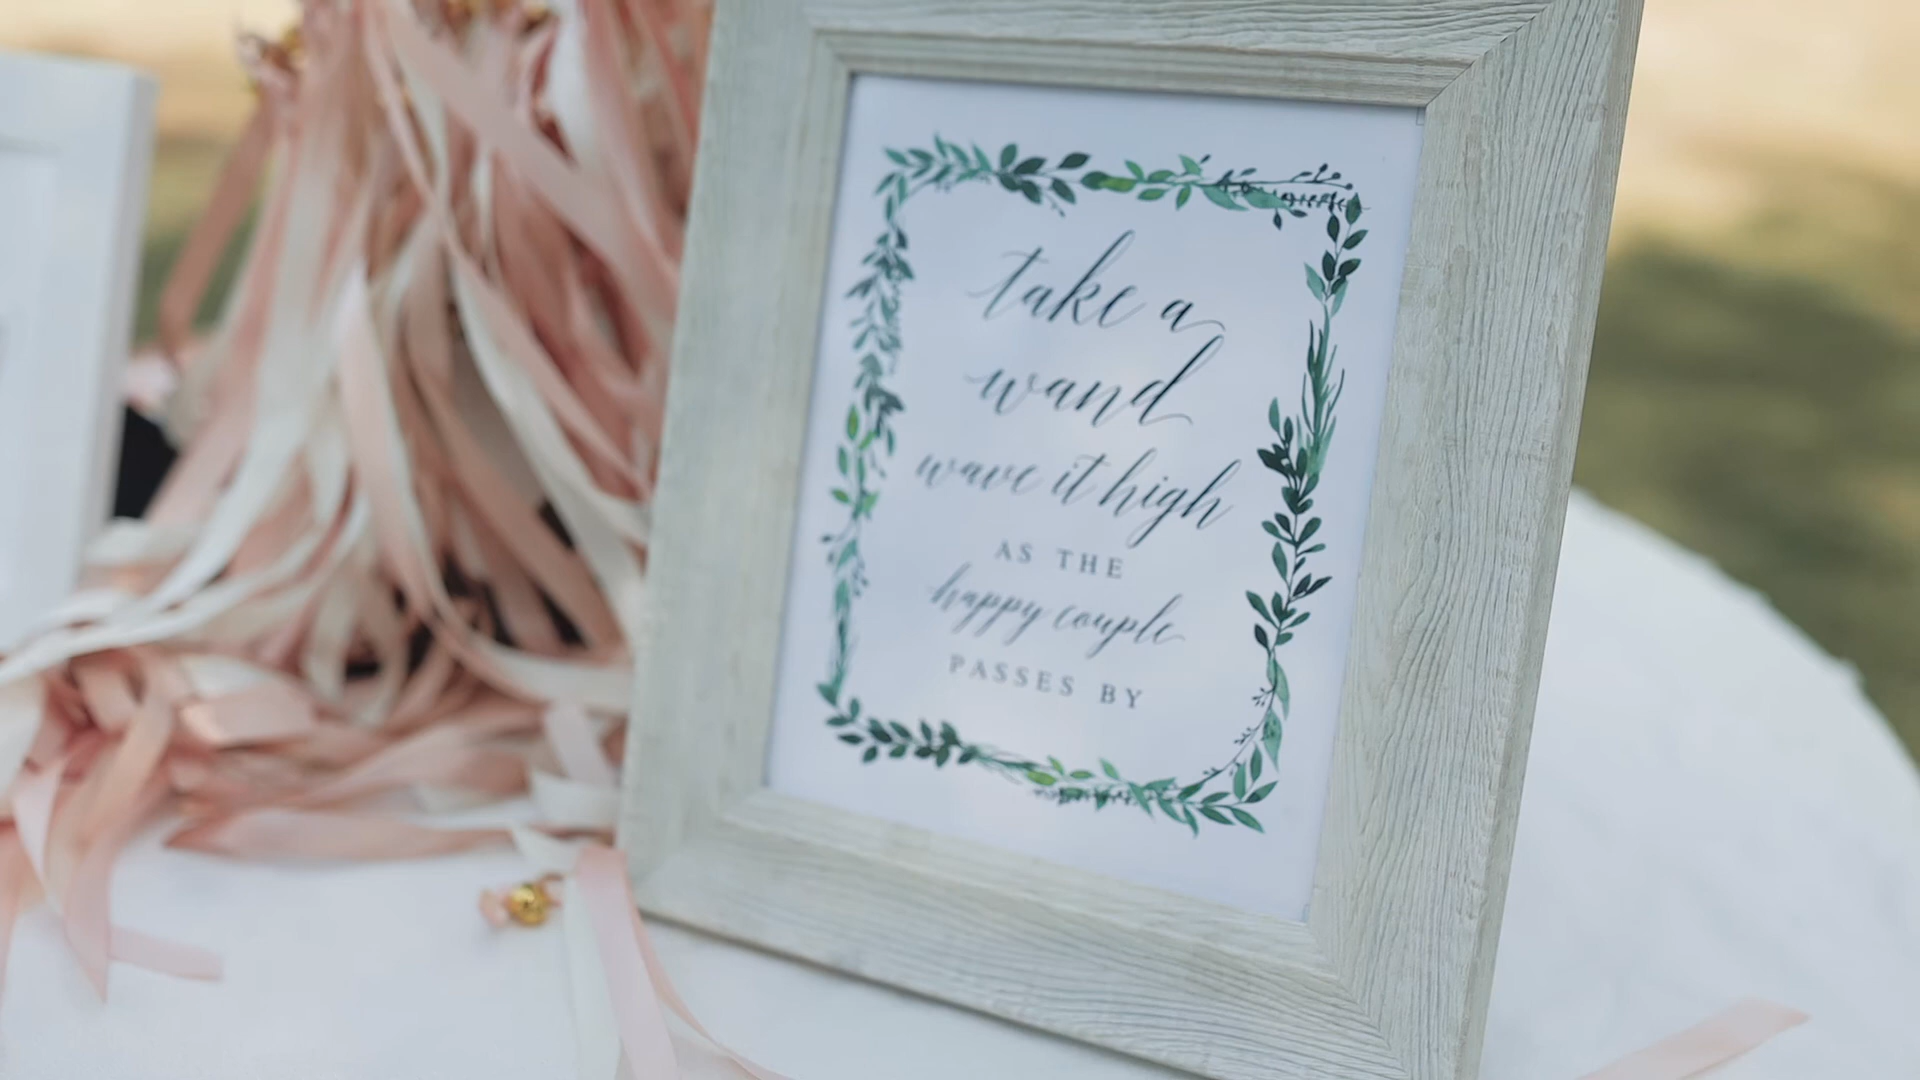 take a
wand
wave it high
AS THE
happy couple
PASSES BY